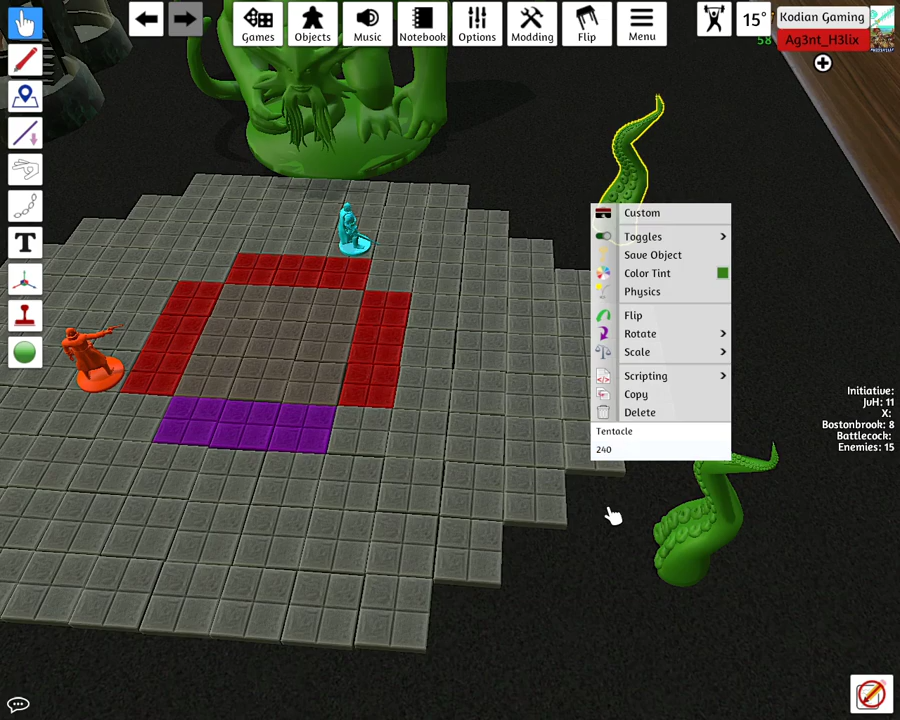 Games
Objects
Music
Notebook
Options
Modding
Flip
Menu
15°
Kodian Gaming
58
Ag3nt_H3lix
T
Custom
Toggles
Save Object
Color Tint
Physics
Flip
Rotate
Scale
Scripting
Copy
Delete
Tentacle
240
Initiative:
JvH: 11
X:
Bostonbrook: 8
Battlecock:
Enemies: 15